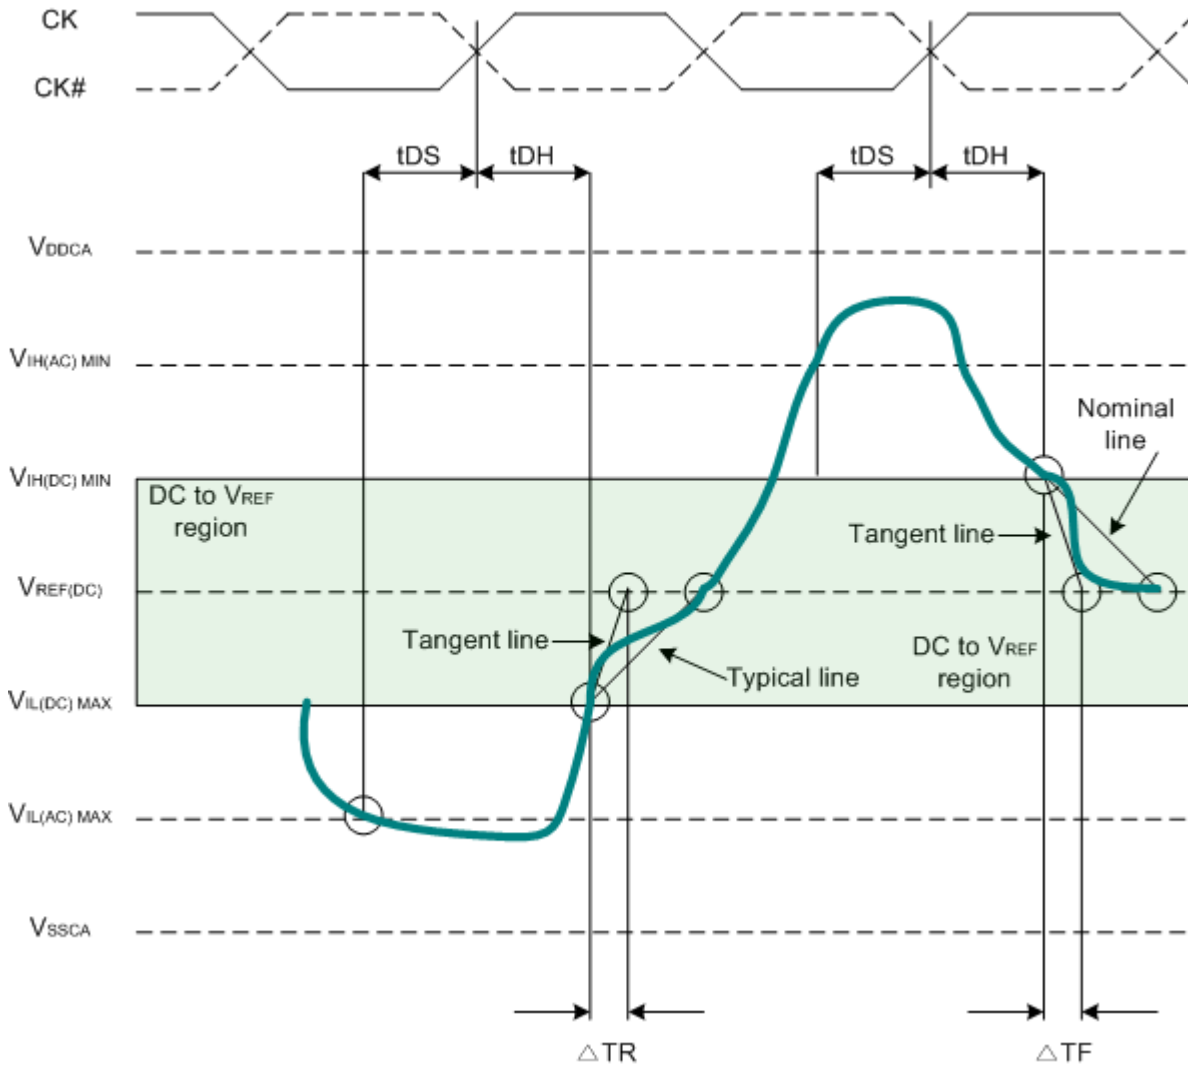 CK
CK#
tDS
tDH
tDS
tDH
VDDCA
VIH(AC) MIN
Nominal
line
VIH(DC) MIN
DC to VREF
region
Tangent line
VREF(DC)
Tangent line
DC to VREF
region
Typical line
VIL(DC) MAX
VIL(AC) MAX
VSSCA
△TR
△TF